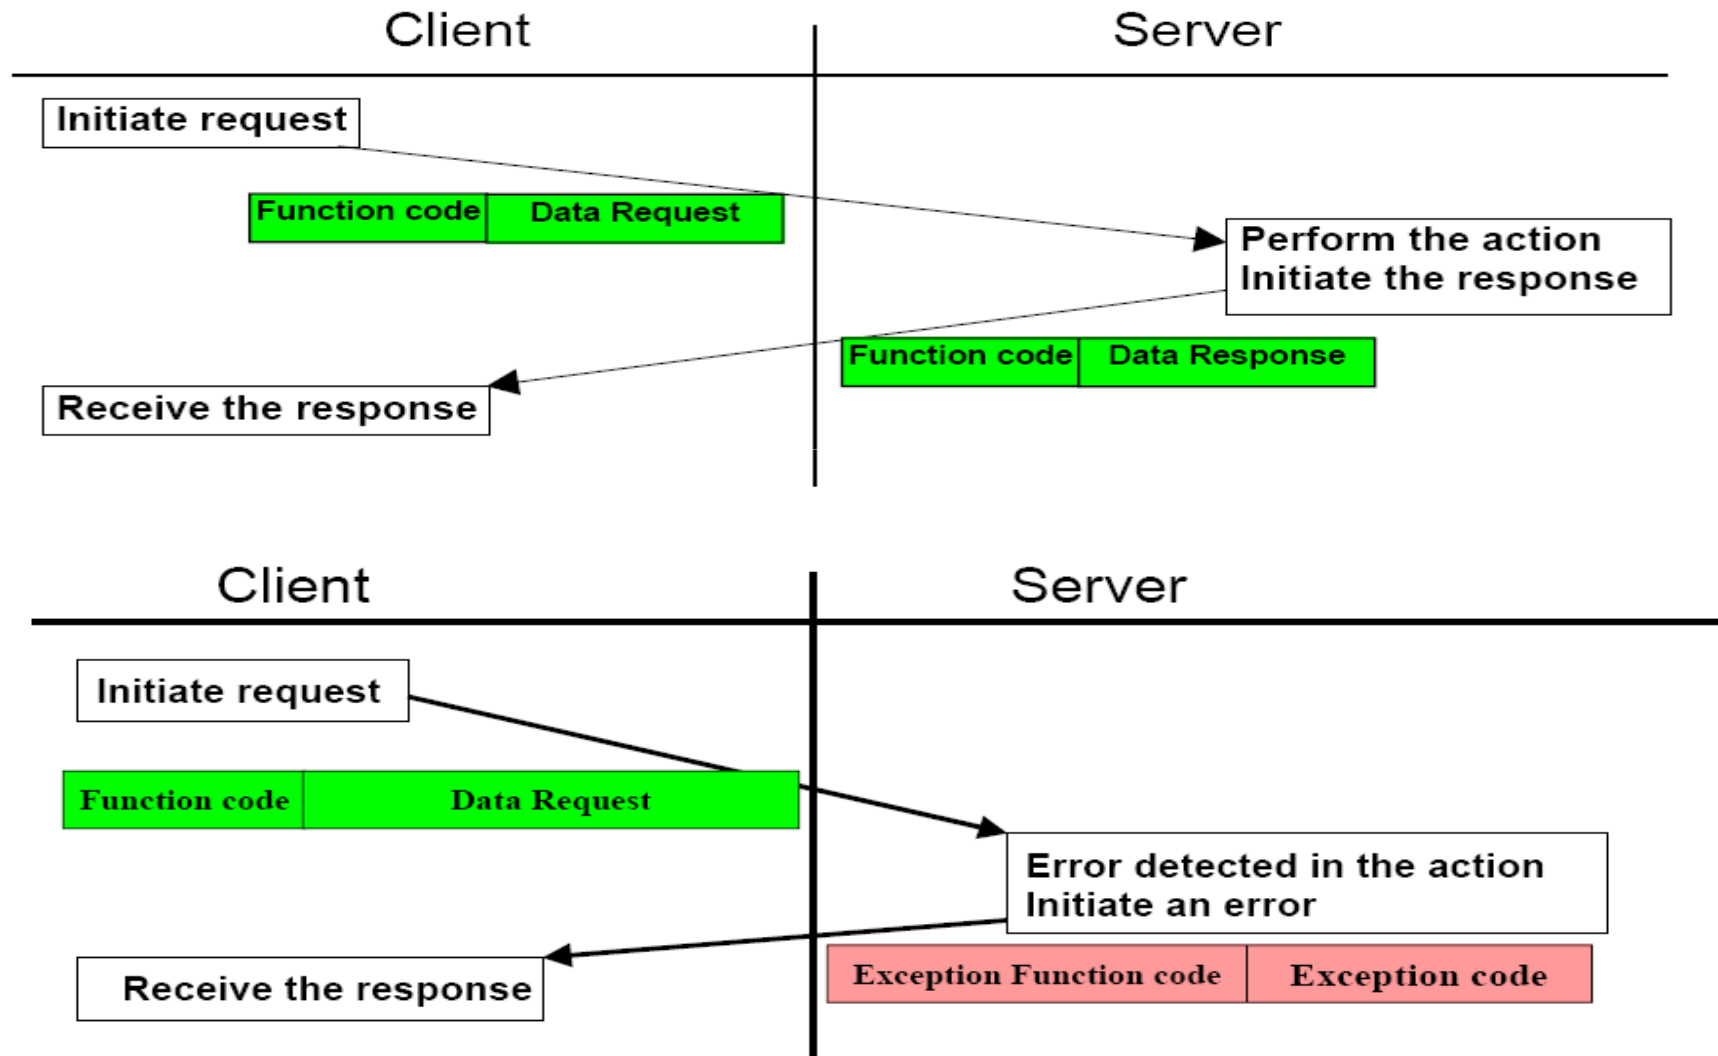 Client
Server
Initiate request
Function code
Data Request
Perform the action
Initiate the response
Function code
Data Response
Receive the response
Client
Server
Initiate request
Function code
Data Request
Error detected in the action
Initiate an error
Exception Function code
Exception code
Receive the response